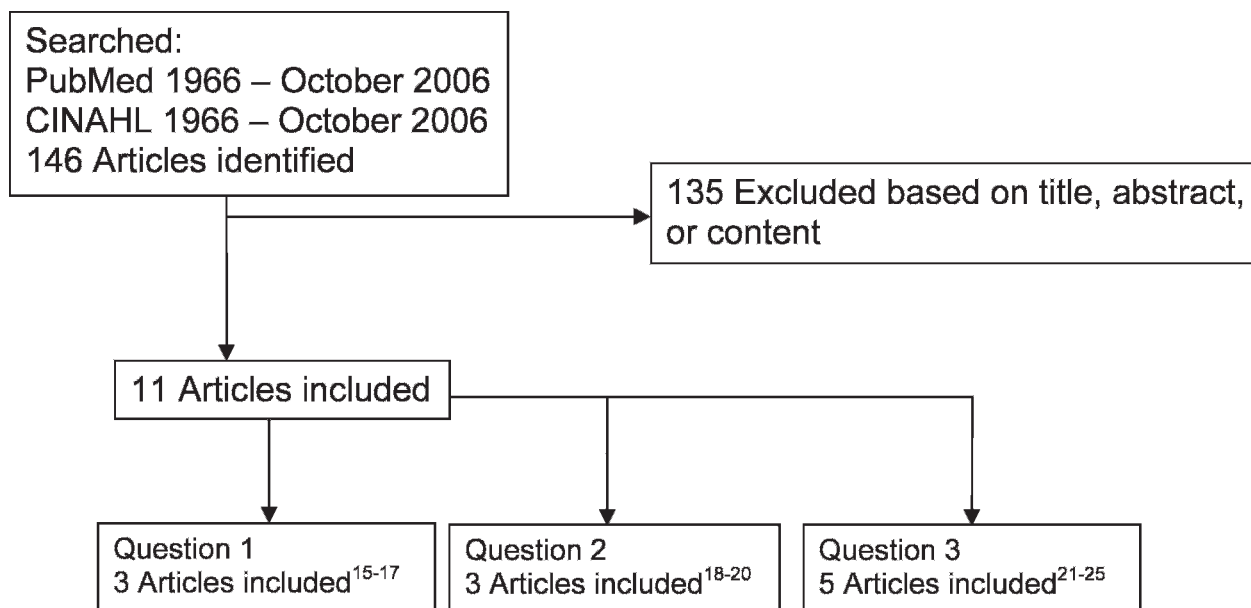 Searched:
PubMed 1966 – October 2006
CINAHL 1966 – October 2006
146 Articles identified
135 Excluded based on title, abstract,
or content
11 Articles included
Question 1
3 Articles included15-17
Question 2
3 Articles included18-20
Question 3
5 Articles included21-25